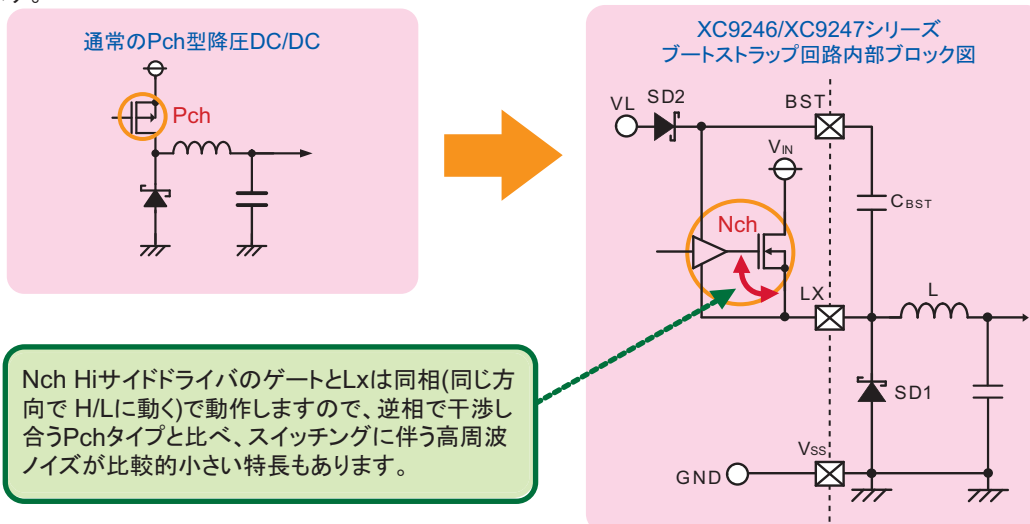 す。
通常のPch型降圧DC/DC
Pch
XC9246/XC9247シリーズ
ブートストラップ回路内部ブロック図
VL
SD2
BST
VIN
CBST
Nch
LX
L
SD1
VSS
GND
Nch HiサイドドライバのゲートとLxは同相(同じ方
向で H/Lに動く)で動作しますので、逆相で干渉し
合うPchタイプと比べ、スイッチングに伴う高周波
ノイズが比較的小さい特長もあります。